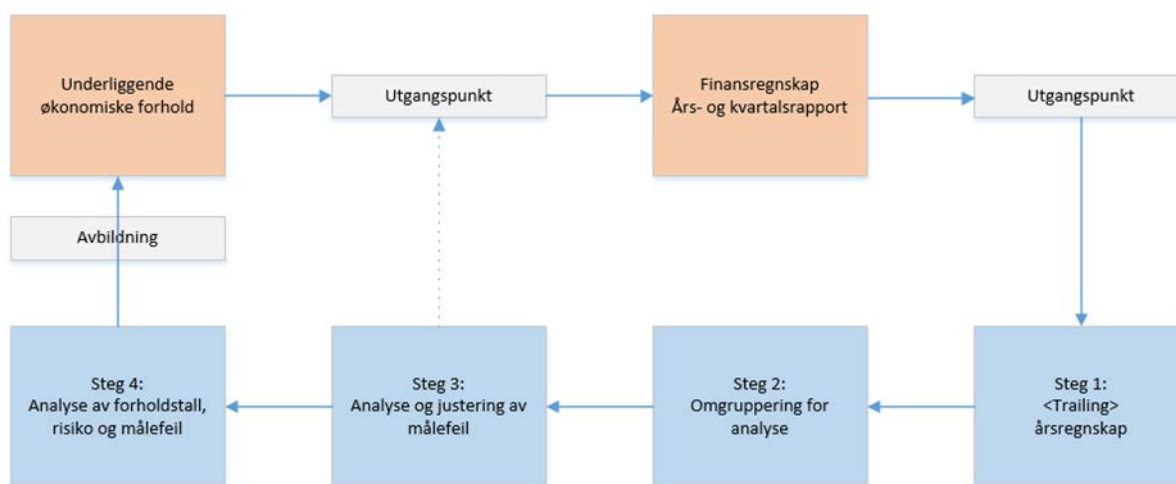 Underliggende
økonomiske forhold
Utgangspunkt
Finansregnskap
Års- og kvartalsrapport
Utgangspunkt
Avbildning
Steg 4:
Analyse av forholdstall,
risiko og målefeil
Steg 3:
Analyse og justering av
målefeil
Steg 2:
Omgruppering for
analyse
Steg 1:
<Trailing>
årsregnskap